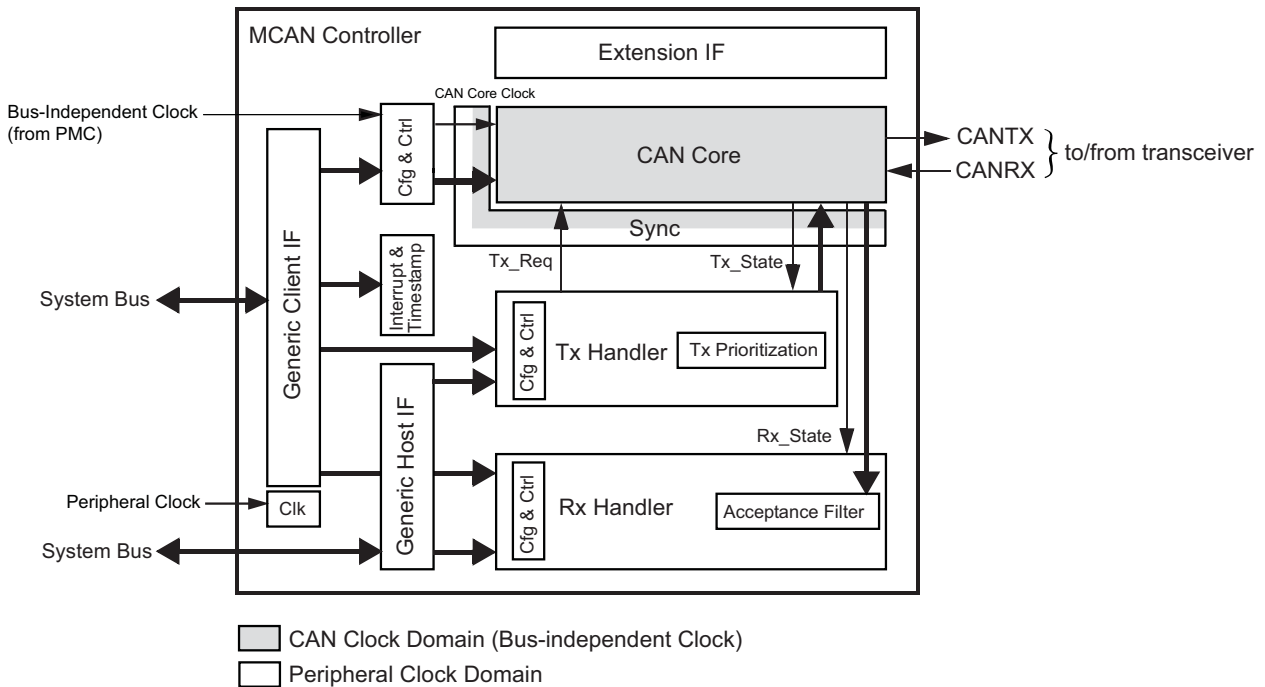 MCAN Controller
Extension IF
CAN Core Clock
Bus-Independent Clock
(from PMC)
Cfg & Ctrl
CAN Core
CANTX
CANRX
to/from transceiver
Sync
Tx_Req
Tx_State
System Bus
Generic Client IF
Interrupt &
Timestamp
Cfg & Ctrl
Tx Handler
Tx Prioritization
Generic Host IF
Rx_State
Peripheral Clock
Clk
Cfg & Ctrl
Rx Handler
Acceptance Filter
System Bus
CAN Clock Domain (Bus-independent Clock)
Peripheral Clock Domain